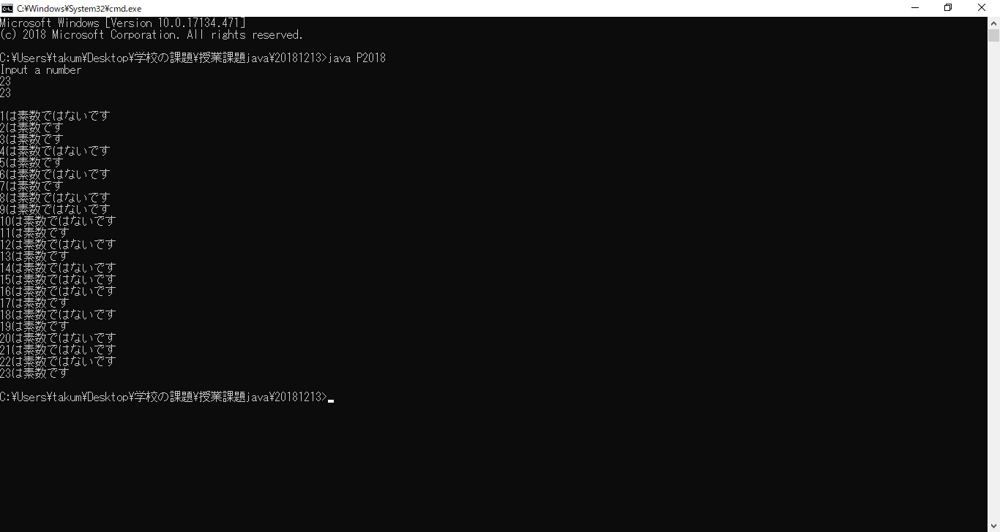 C:¥Windows¥System32¥cmd.exe
Microsoft Windows [Version 10.0.17134.471]
(c) 2018 Microsoft Corporation. All rights reserved.
C:¥Users¥takum¥Desktop¥学校の課題¥授業課題java¥20181213>java P2018
Input a number
23
23
1は素数ではないです
2は素数です
3は素数です
4は素数ではないです
5は素数です
6は素数ではないです
7は素数です
8は素数ではないです
9は素数ではないです
10は素数ではないです
11は素数です
12は素数ではないです
13は素数です
14は素数ではないです
15は素数ではないです
16は素数ではないです
17は素数です
18は素数ではないです
19は素数です
20は素数ではないです
21は素数ではないです
22は素数ではないです
23は素数です
C:¥Users¥takum¥Desktop¥学校の課題¥授業課題java¥20181213>